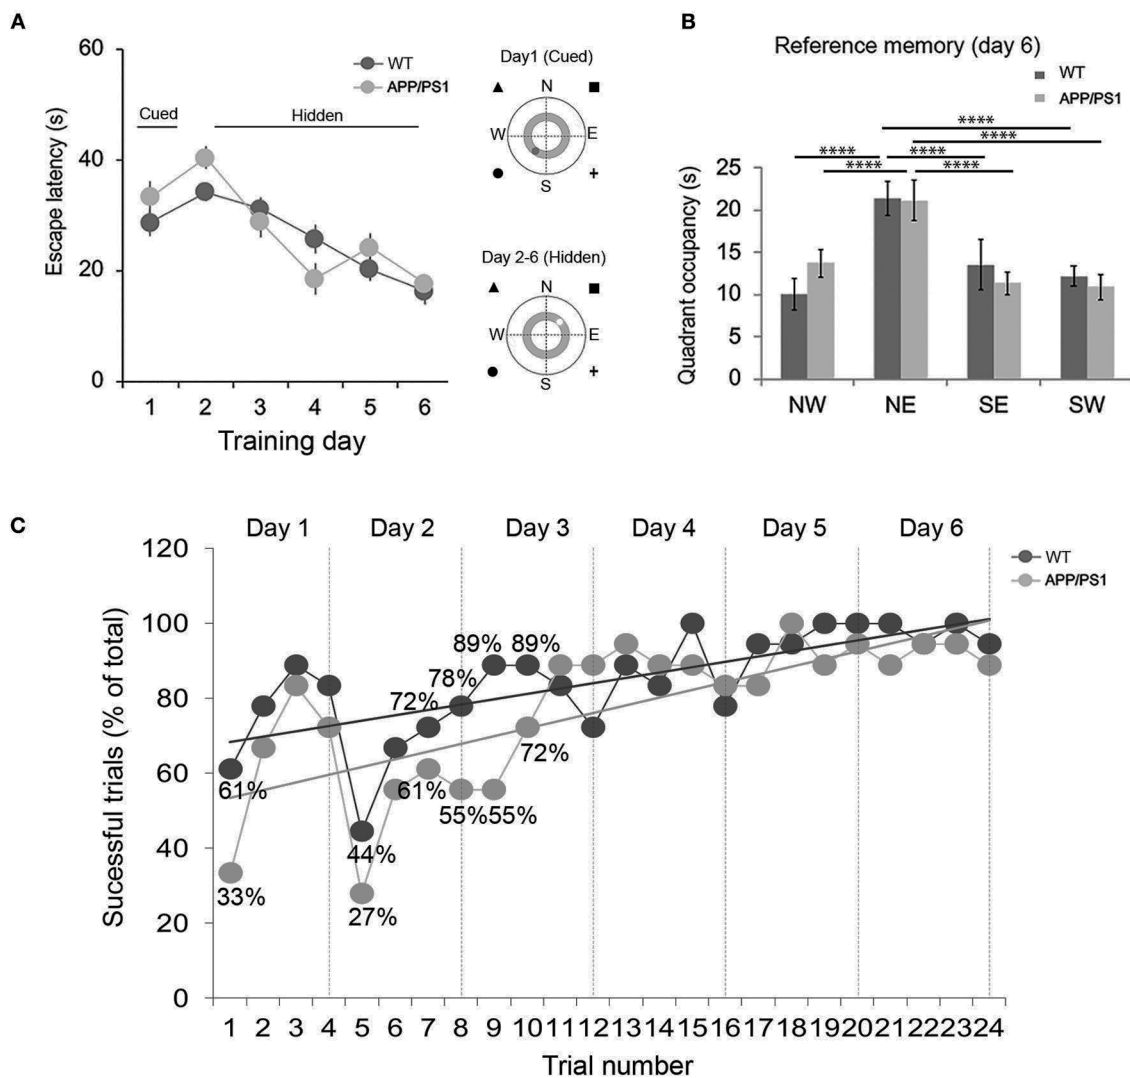 A
60
40
20
0
Escape latency (s)
WT
APP/PS1
Cued
Hidden
1 2 3 4 5 6
Training day
Day1 (Cued)
N
W E
S
+
Day 2-6 (Hidden)
N
W E
S
+
B
Reference memory (day 6)
WT
APP/PS1
****
****
**** ****
**** ****
25
20
15
10
5
0
Quadrant occupancy (s)
NW NE SE SW
C
Day 1 Day 2 Day 3 Day 4 Day 5 Day 6
120
100
80
60
40
20
0
Sucessful trials (% of total)
WT
APP/PS1
89% 89%
78%
72%
72%
61% 61%
55% 55%
44%
33%
27%
1 2 3 4 5 6 7 8 9 10 11 12 13 14 15 16 17 18 19 20 21 22 23 24
Trial number